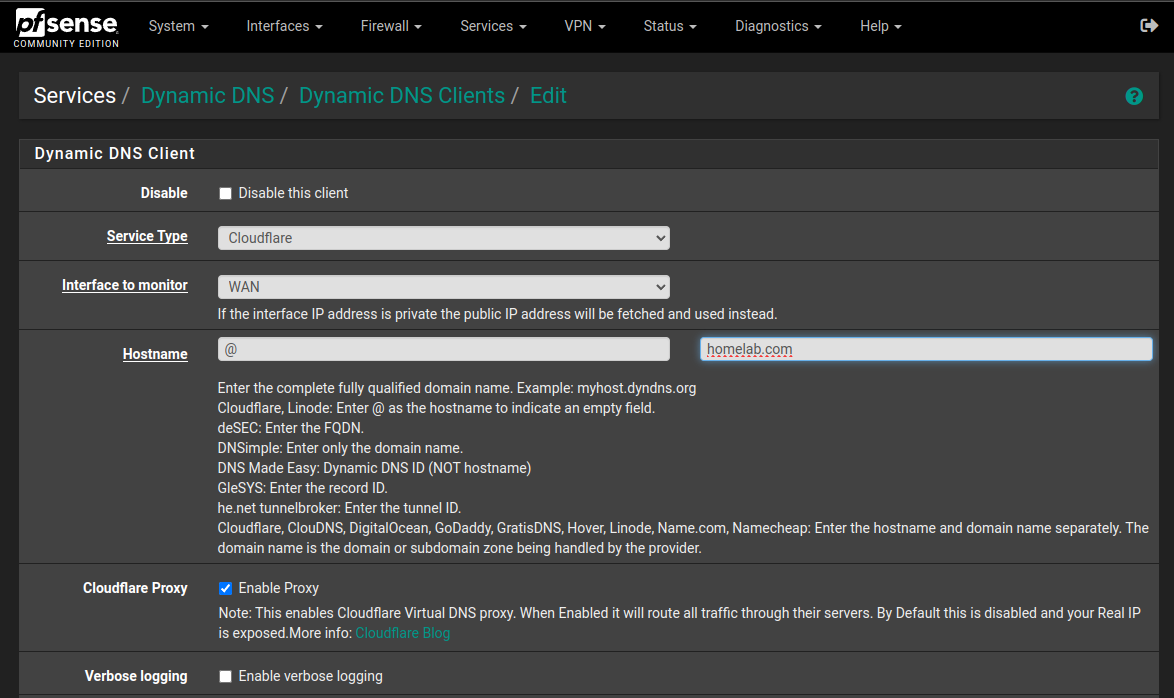 pfsense System Interfaces Firewall Services VPN Status Diagnostics Help
COMMUNITY EDITION
Services / Dynamic DNS / Dynamic DNS Clients / Edit ?
Dynamic DNS Client
Disable Disable this client
Service Type Cloudflare
Interface to monitor WAN
If the interface IP address is private the public IP address will be fetched and used instead.
Hostname @ homelab.com
Enter the complete fully qualified domain name. Example: myhost.dyndns.org
Cloudflare, Linode: Enter @ as the hostname to indicate an empty field.
deSEC: Enter the FQDN.
DNSimple: Enter only the domain name.
DNS Made Easy: Dynamic DNS ID (NOT hostname)
GleSYS: Enter the record ID.
he.net tunnelbroker: Enter the tunnel ID.
Cloudflare, ClouDNS, DigitalOcean, GoDaddy, GratisDNS, Hover, Linode, Name.com, Namecheap: Enter the hostname and domain name separately. The
domain name is the domain or subdomain zone being handled by the provider.
Cloudflare Proxy Enable Proxy
Note: This enables Cloudflare Virtual DNS proxy. When Enabled it will route all traffic through their servers. By Default this is disabled and your Real IP
is exposed.More info: Cloudflare Blog
Verbose logging Enable verbose logging